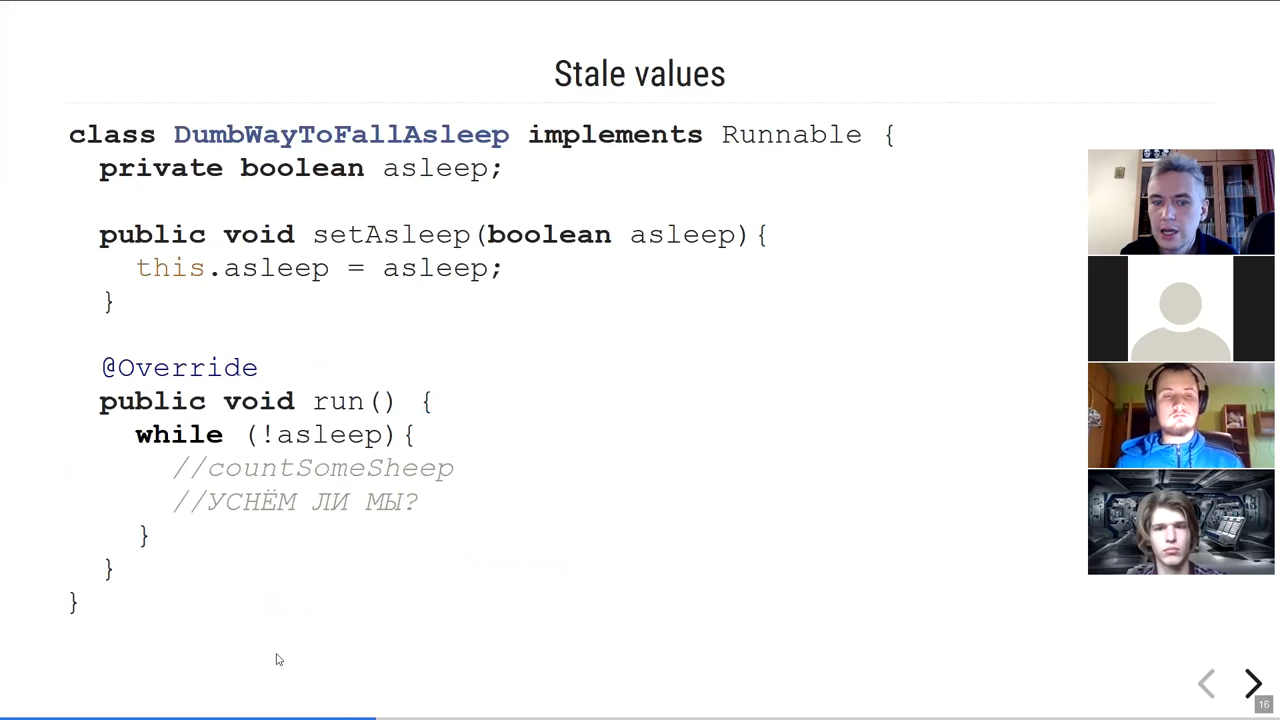 Stale values
class DumbWayToFallAsleep implements Runnable {
private boolean asleep;
public void setAsleep(boolean asleep){
this.asleep = asleep;
}
@Override
public void run() {
while (!asleep){
//countSomeSheep
//УСНЁМ ЛИ МЫ?
}
}
}
16